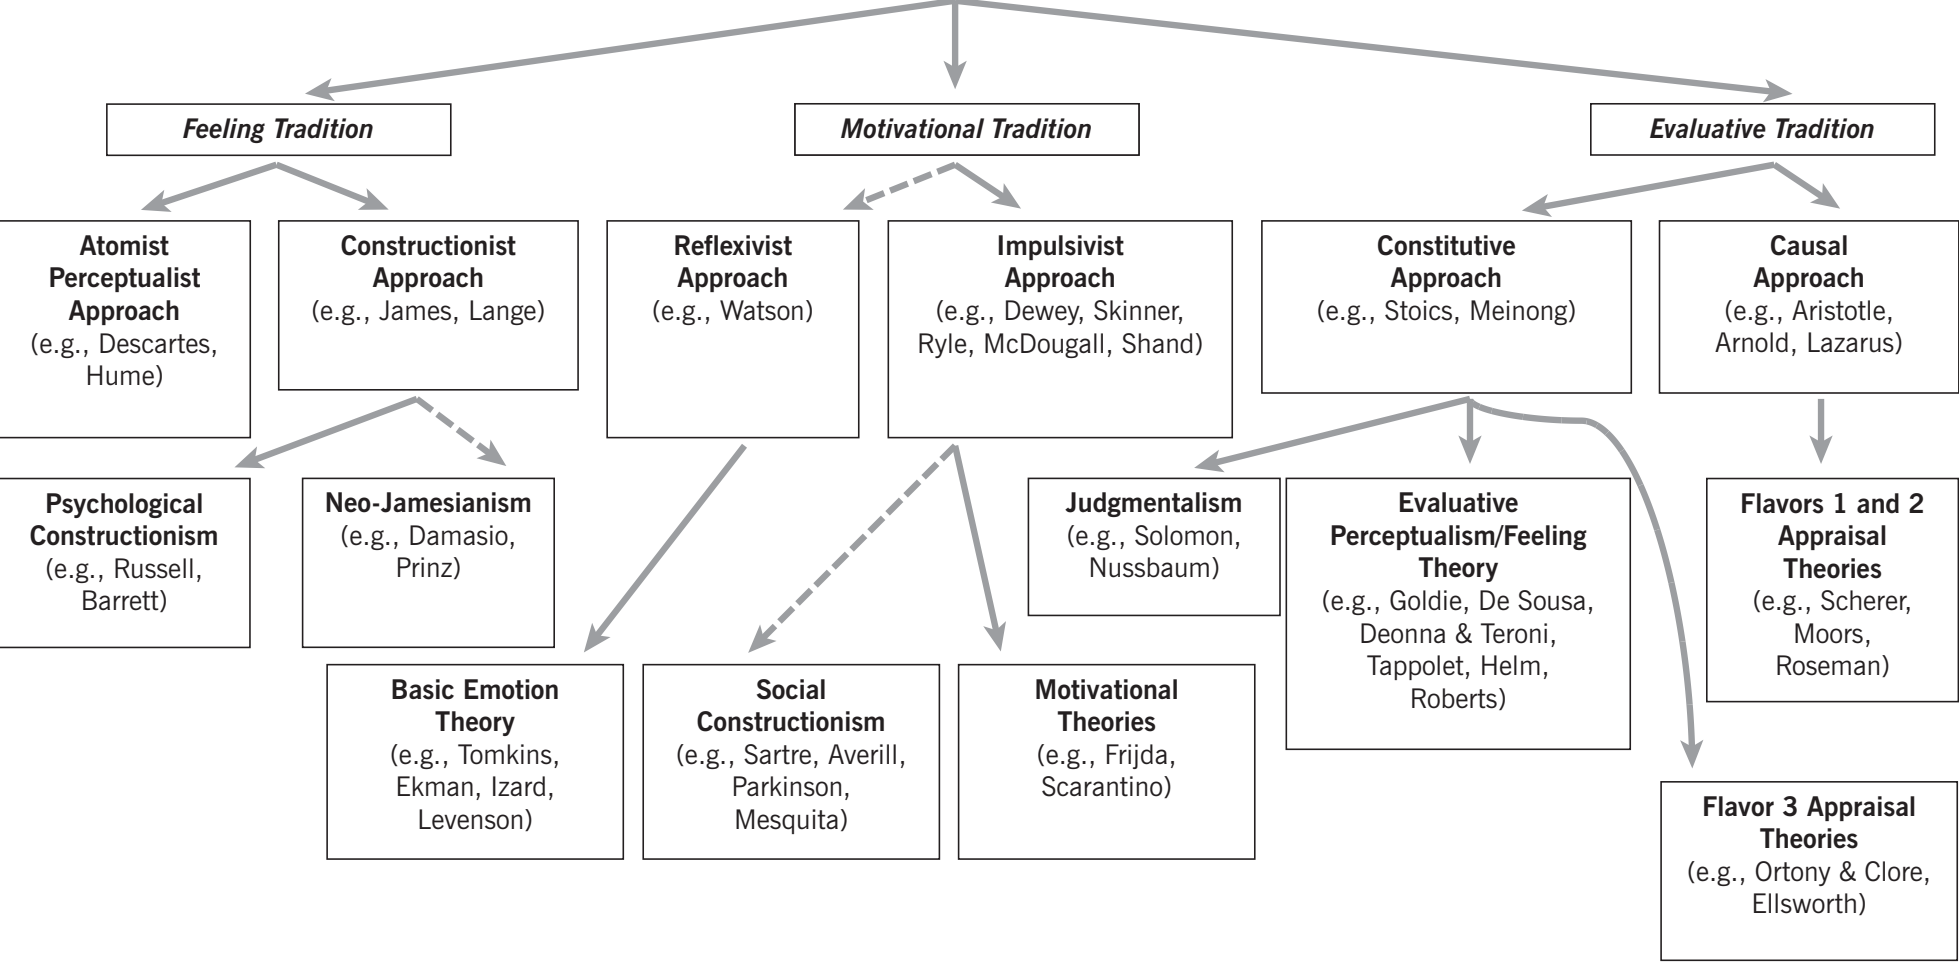 Feeling Tradition
Motivational Tradition
Evaluative Tradition
Atomist
Perceptualist
Approach
(e.g., Descartes,
Hume)
Constructionist
Approach
(e.g., James, Lange)
Reflexivist
Approach
(e.g., Watson)
Impulsivist
Approach
(e.g., Dewey, Skinner,
Ryle, McDougall, Shand)
Constitutive
Approach
(e.g., Stoics, Meinong)
Causal
Approach
(e.g., Aristotle,
Arnold, Lazarus)
Psychological
Constructionism
(e.g., Russell,
Barrett)
Neo-Jamesianism
(e.g., Damasio,
Prinz)
Judgmentalism
(e.g., Solomon,
Nussbaum)
Evaluative
Perceptualism/Feeling
Theory
(e.g., Goldie, De Sousa,
Deonna & Teroni,
Tappolet, Helm,
Roberts)
Flavors 1 and 2
Appraisal
Theories
(e.g., Scherer,
Moors,
Roseman)
Basic Emotion
Theory
(e.g., Tomkins,
Ekman, Izard,
Levenson)
Social
Constructionism
(e.g., Sartre, Averill,
Parkinson,
Mesquita)
Motivational
Theories
(e.g., Frijda,
Scarantino)
Flavor 3 Appraisal
Theories
(e.g., Ortony & Clore,
Ellsworth)